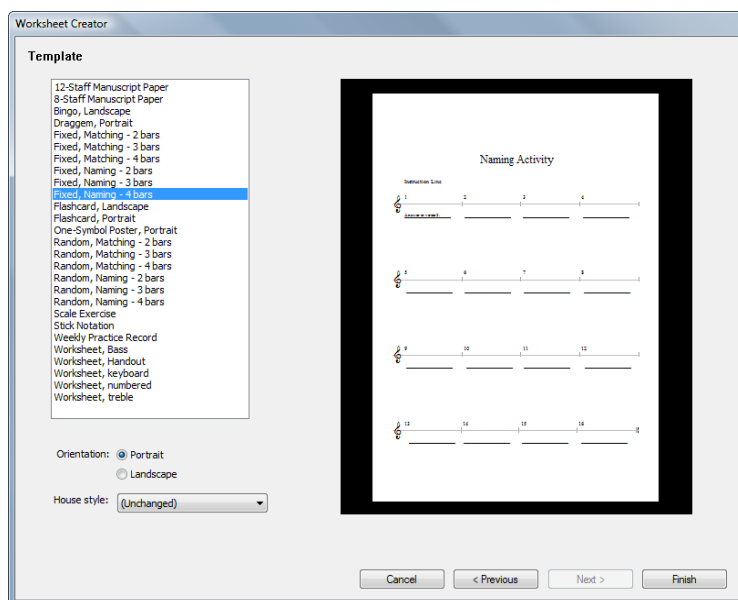 Worksheet Creator
Template
12-Staff Manuscript Paper
8-Staff Manuscript Paper
Bingo, Landscape
Draggem, Portrait
Fixed, Matching - 2 bars
Fixed, Matching - 3 bars
Fixed, Matching - 4 bars
Fixed, Naming - 2 bars
Fixed, Naming - 3 bars
Fixed, Naming - 4 bars
Flashcard, Landscape
Flashcard, Portrait
One-Symbol Poster, Portrait
Random, Matching - 2 bars
Random, Matching - 3 bars
Random, Matching - 4 bars
Random, Naming - 2 bars
Random, Naming - 3 bars
Random, Naming - 4 bars
Scale Exercise
Stick Notation
Weekly Practice Record
Worksheet, Bass
Worksheet, Handout
Worksheet, keyboard
Worksheet, numbered
Worksheet, treble
Orientation: Portrait
Landscape
House style: (Unchanged)
Naming Activity
Instruction Line
1 2 3 4
5 6 7 8
9 10 11 12
13 14 15 16
Cancel < Previous Next > Finish